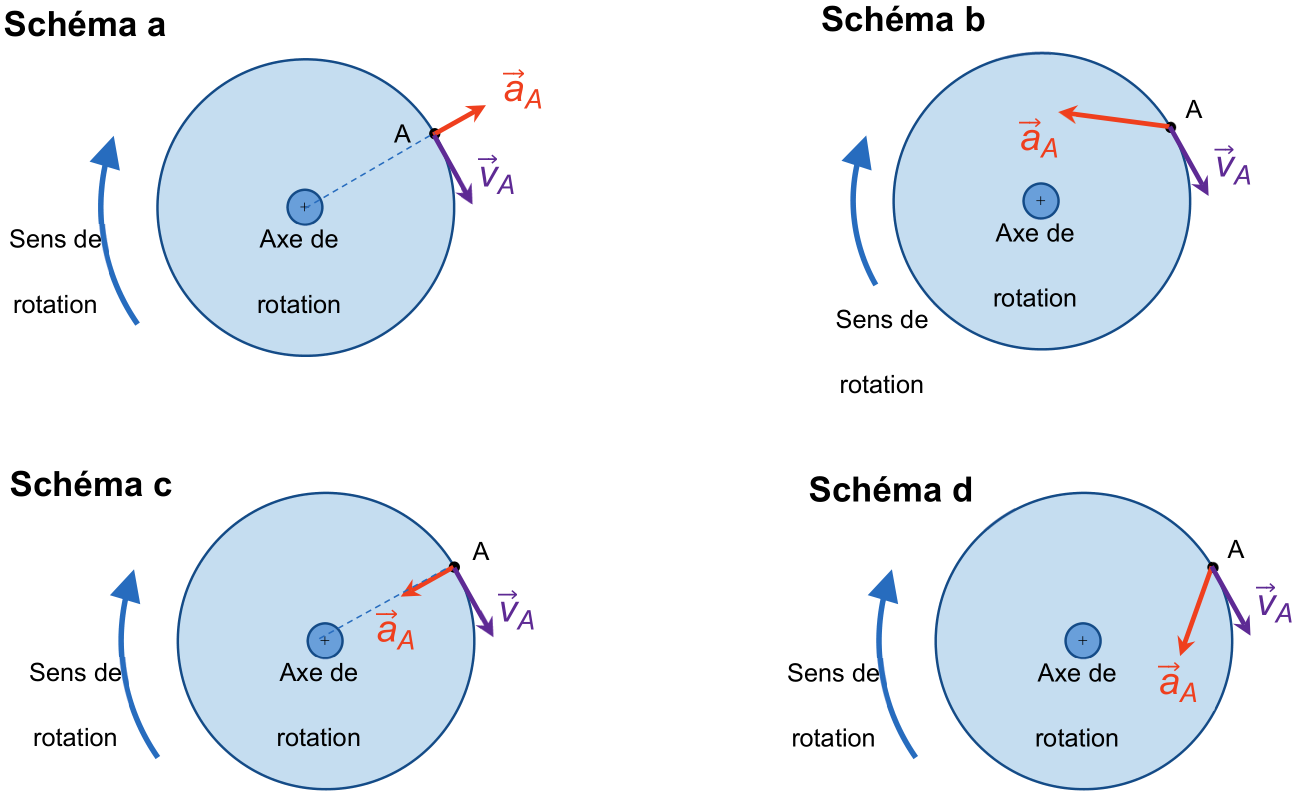 Schéma a
a⃗A
A
v⃗A
Sens de
rotation
+
Axe de
rotation
Schéma b
A
a⃗A
v⃗A
+
Axe de
rotation
Sens de
rotation
Schéma c
A
v⃗A
a⃗A
+
Sens de
rotation
Axe de
rotation
Schéma d
A
v⃗A
+
a⃗A
Sens de
rotation
Axe de
rotation